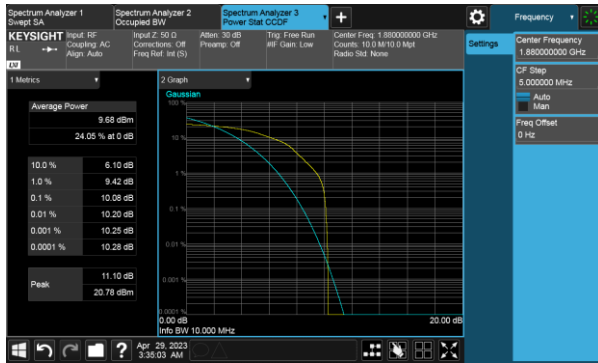 Spectrum Analyzer 1
Swept SA
Spectrum Analyzer 2
Occupied BW
Spectrum Analyzer 3
Power Stat CCDF
Frequency
KEYSIGHT
Input: RF
Coupling: AC
Align: Auto
Input Z: 50 Ω
Corrections: Off
Freq Ref: Int (S)
Atten: 30 dB
Preamp: Off
Trig: Free Run
#IF Gain: Low
Center Freq: 1.880000000 GHz
Counts: 10.0 M/10.0 Mpt
Radio Std: None
RL
LXI
Settings
Center Frequency
1.880000000 GHz
CF Step
5.000000 MHz
Auto
Man
Freq Offset
0 Hz
1 Metrics
2 Graph
Average Power
9.68 dBm
24.05 % at 0 dB
10.0 % 6.10 dB
1.0 % 9.42 dB
0.1 % 10.08 dB
0.01 % 10.20 dB
0.001 % 10.25 dB
0.0001 % 10.28 dB
Peak
11.10 dB
20.78 dBm
Gaussian
100 %
10 %
1 %
0.1 %
0.01 %
0.001 %
0.0001 %
0.00 dB
20.00 dB
Info BW 10.000 MHz
?
Apr 29, 2023
3:35:03 AM